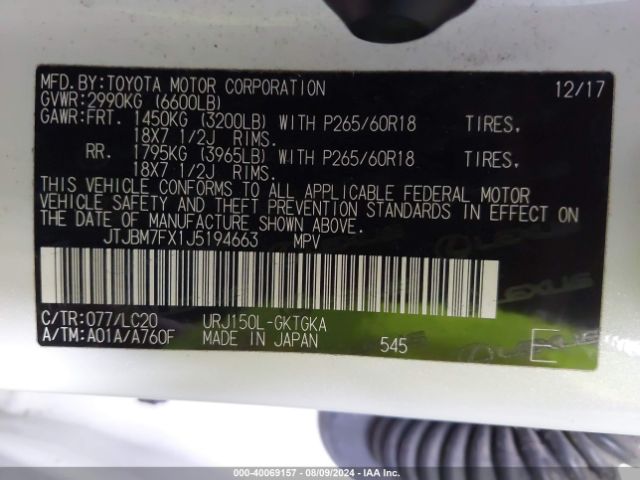 MFD.BY:TOYOTA MOTOR CORPORATION 12/17
GVWR:2990KG (6600LB)
GAWR:FRT. 1450KG (3200LB) WITH P265/60R18 TIRES,
18X7 1/2J RIMS.
RR. 1795KG (3965LB) WITH P265/60R18 TIRES,
18X7 1/2J RIMS.
THIS VEHICLE CONFORMS TO ALL APPLICABLE FEDERAL MOTOR
VEHICLE SAFETY AND THEFT PREVENTION STANDARDS IN EFFECT ON
THE DATE OF MANUFACTURE SHOWN ABOVE.
JTJBM7FX1J5194663 MPV
LEXUS
LEXUS
C/TR:077/LC20 URJ150L-GKTGKA
A/TM:A01A/A760F MADE IN JAPAN 545 E
000-40069157 - 08/09/2024 - IAA Inc.